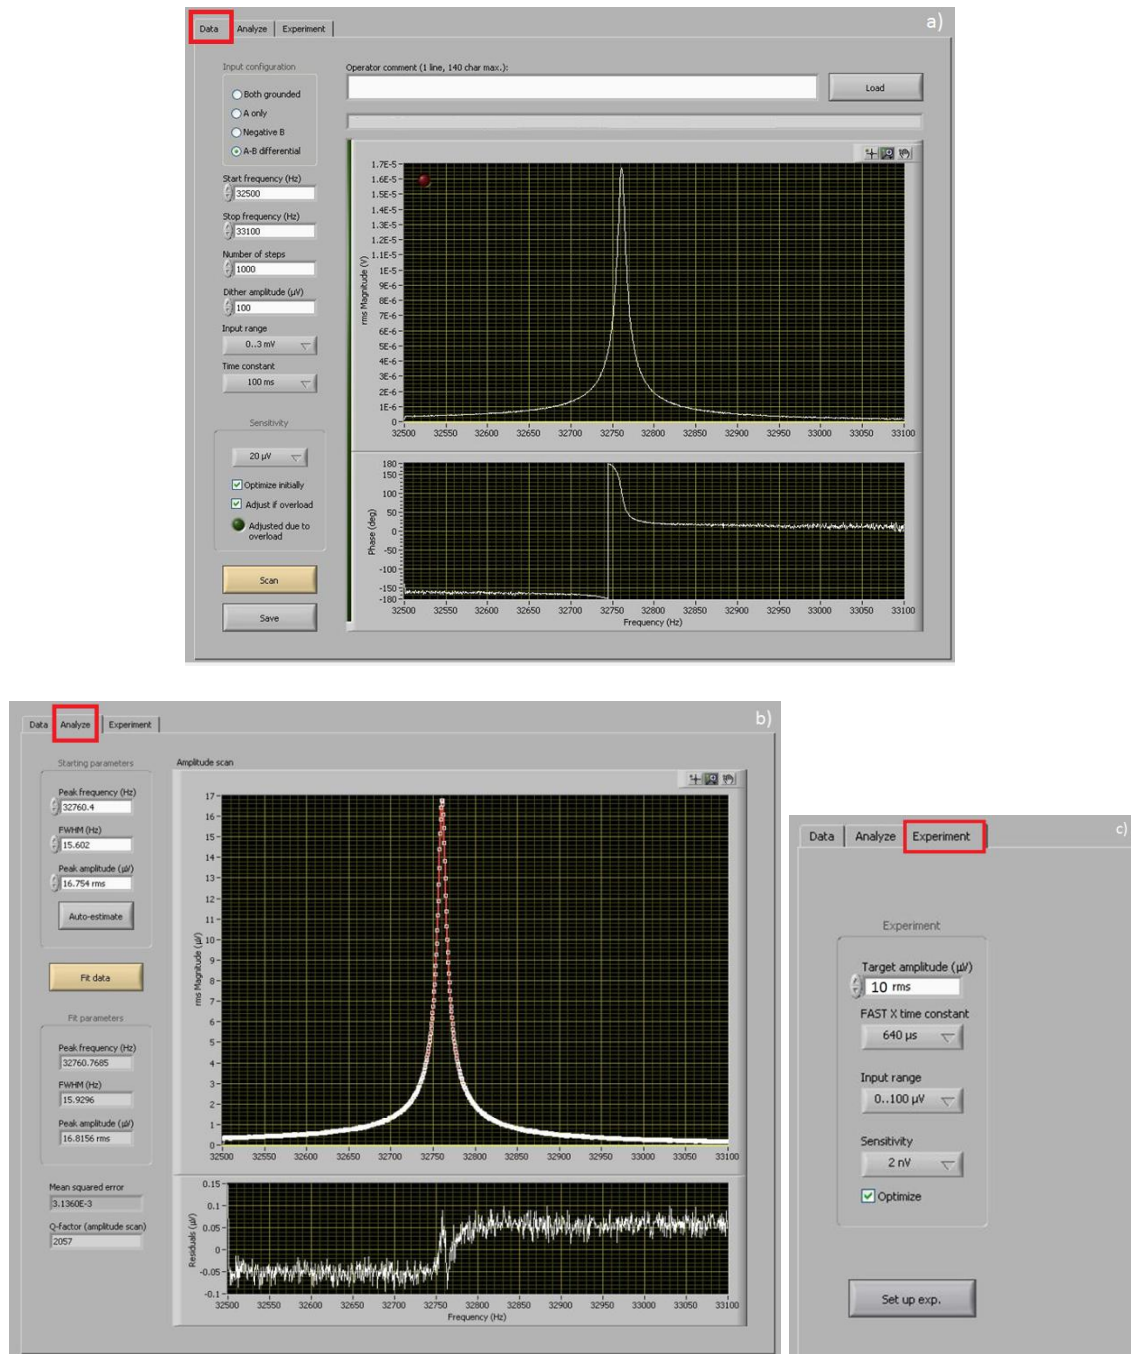 a)
Data Analyze Experiment
Input configuration
Both grounded
A only
Negative B
A-B differential
Start frequency (Hz)
32500
Stop frequency (Hz)
33100
Number of steps
1000
Dither amplitude (µV)
100
Input range
0..3 mV
Time constant
100 ms
Sensitivity
20 µV
Optimize initially
Adjust if overload
Adjusted due to
overload
Scan
Save
Operator comment (1 line, 140 char max.):
Load
rms Magnitude (V)
1.7E-5
1.6E-5
1.5E-5
1.4E-5
1.3E-5
1.2E-5
1.1E-5
1E-5
9E-6
8E-6
7E-6
6E-6
5E-6
4E-6
3E-6
2E-6
1E-6
0
32500 32550 32600 32650 32700 32750 32800 32850 32900 32950 33000 33050 33100
Phase (deg)
180
150
100
50
0
-50
-100
-150
-180
32500 32550 32600 32650 32700 32750 32800 32850 32900 32950 33000 33050 33100
Frequency (Hz)
b)
Data Analyze Experiment
Starting parameters
Peak frequency (Hz)
32760.4
FWHM (Hz)
15.602
Peak amplitude (µV)
16.754 rms
Auto-estimate
Fit data
Fit parameters
Peak frequency (Hz)
32760.7685
FWHM (Hz)
15.9296
Peak amplitude (µV)
16.8156 rms
Mean squared error
3.1360E-3
Q-factor (amplitude scan)
2057
Amplitude scan
rms Magnitude (µV)
17
16
15
14
13
12
11
10
9
8
7
6
5
4
3
2
1
0
32500 32550 32600 32650 32700 32750 32800 32850 32900 32950 33000 33050 33100
Residuals (µV)
0.15
0.1
0.05
0
-0.05
-0.1
32500 32550 32600 32650 32700 32750 32800 32850 32900 32950 33000 33050 33100
Frequency (Hz)
c)
Data Analyze Experiment
Experiment
Target amplitude (µV)
10 rms
FAST X time constant
640 µs
Input range
0..100 µV
Sensitivity
2 nV
Optimize
Set up exp.